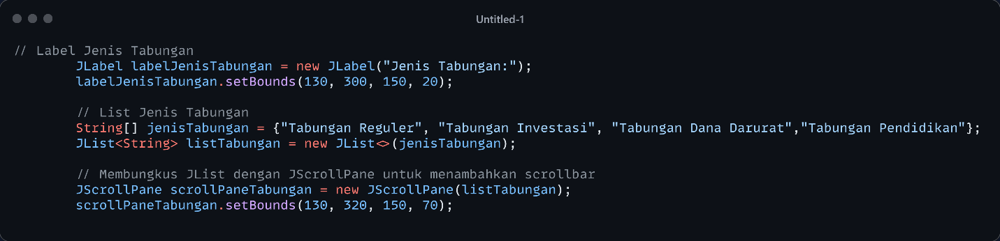 Untitled-1
// Label Jenis Tabungan
JLabel labelJenisTabungan = new JLabel("Jenis Tabungan:");
labelJenisTabungan.setBounds(130, 300, 150, 20);
// List Jenis Tabungan
String[] jenisTabungan = {"Tabungan Reguler", "Tabungan Investasi", "Tabungan Dana Darurat","Tabungan Pendidikan"};
JList<String> listTabungan = new JList<>(jenisTabungan);
// Membungkus JList dengan JScrollPane untuk menambahkan scrollbar
JScrollPane scrollPaneTabungan = new JScrollPane(listTabungan);
scrollPaneTabungan.setBounds(130, 320, 150, 70);